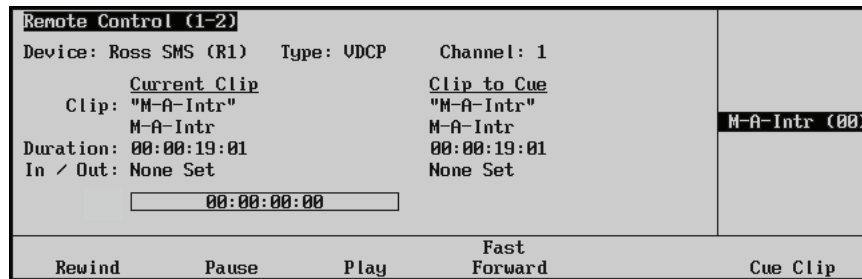 Remote Control (1-2)
Device: Ross SMS (R1) Type: VDCP Channel: 1
Current Clip Clip to Cue
Clip: "M-A-Intr" "M-A-Intr"
M-A-Intr M-A-Intr
M-A-Intr (00)
Duration: 00:00:19:01 00:00:19:01
In / Out: None Set None Set
00:00:00:00
Rewind Pause Play Fast Forward Cue Clip